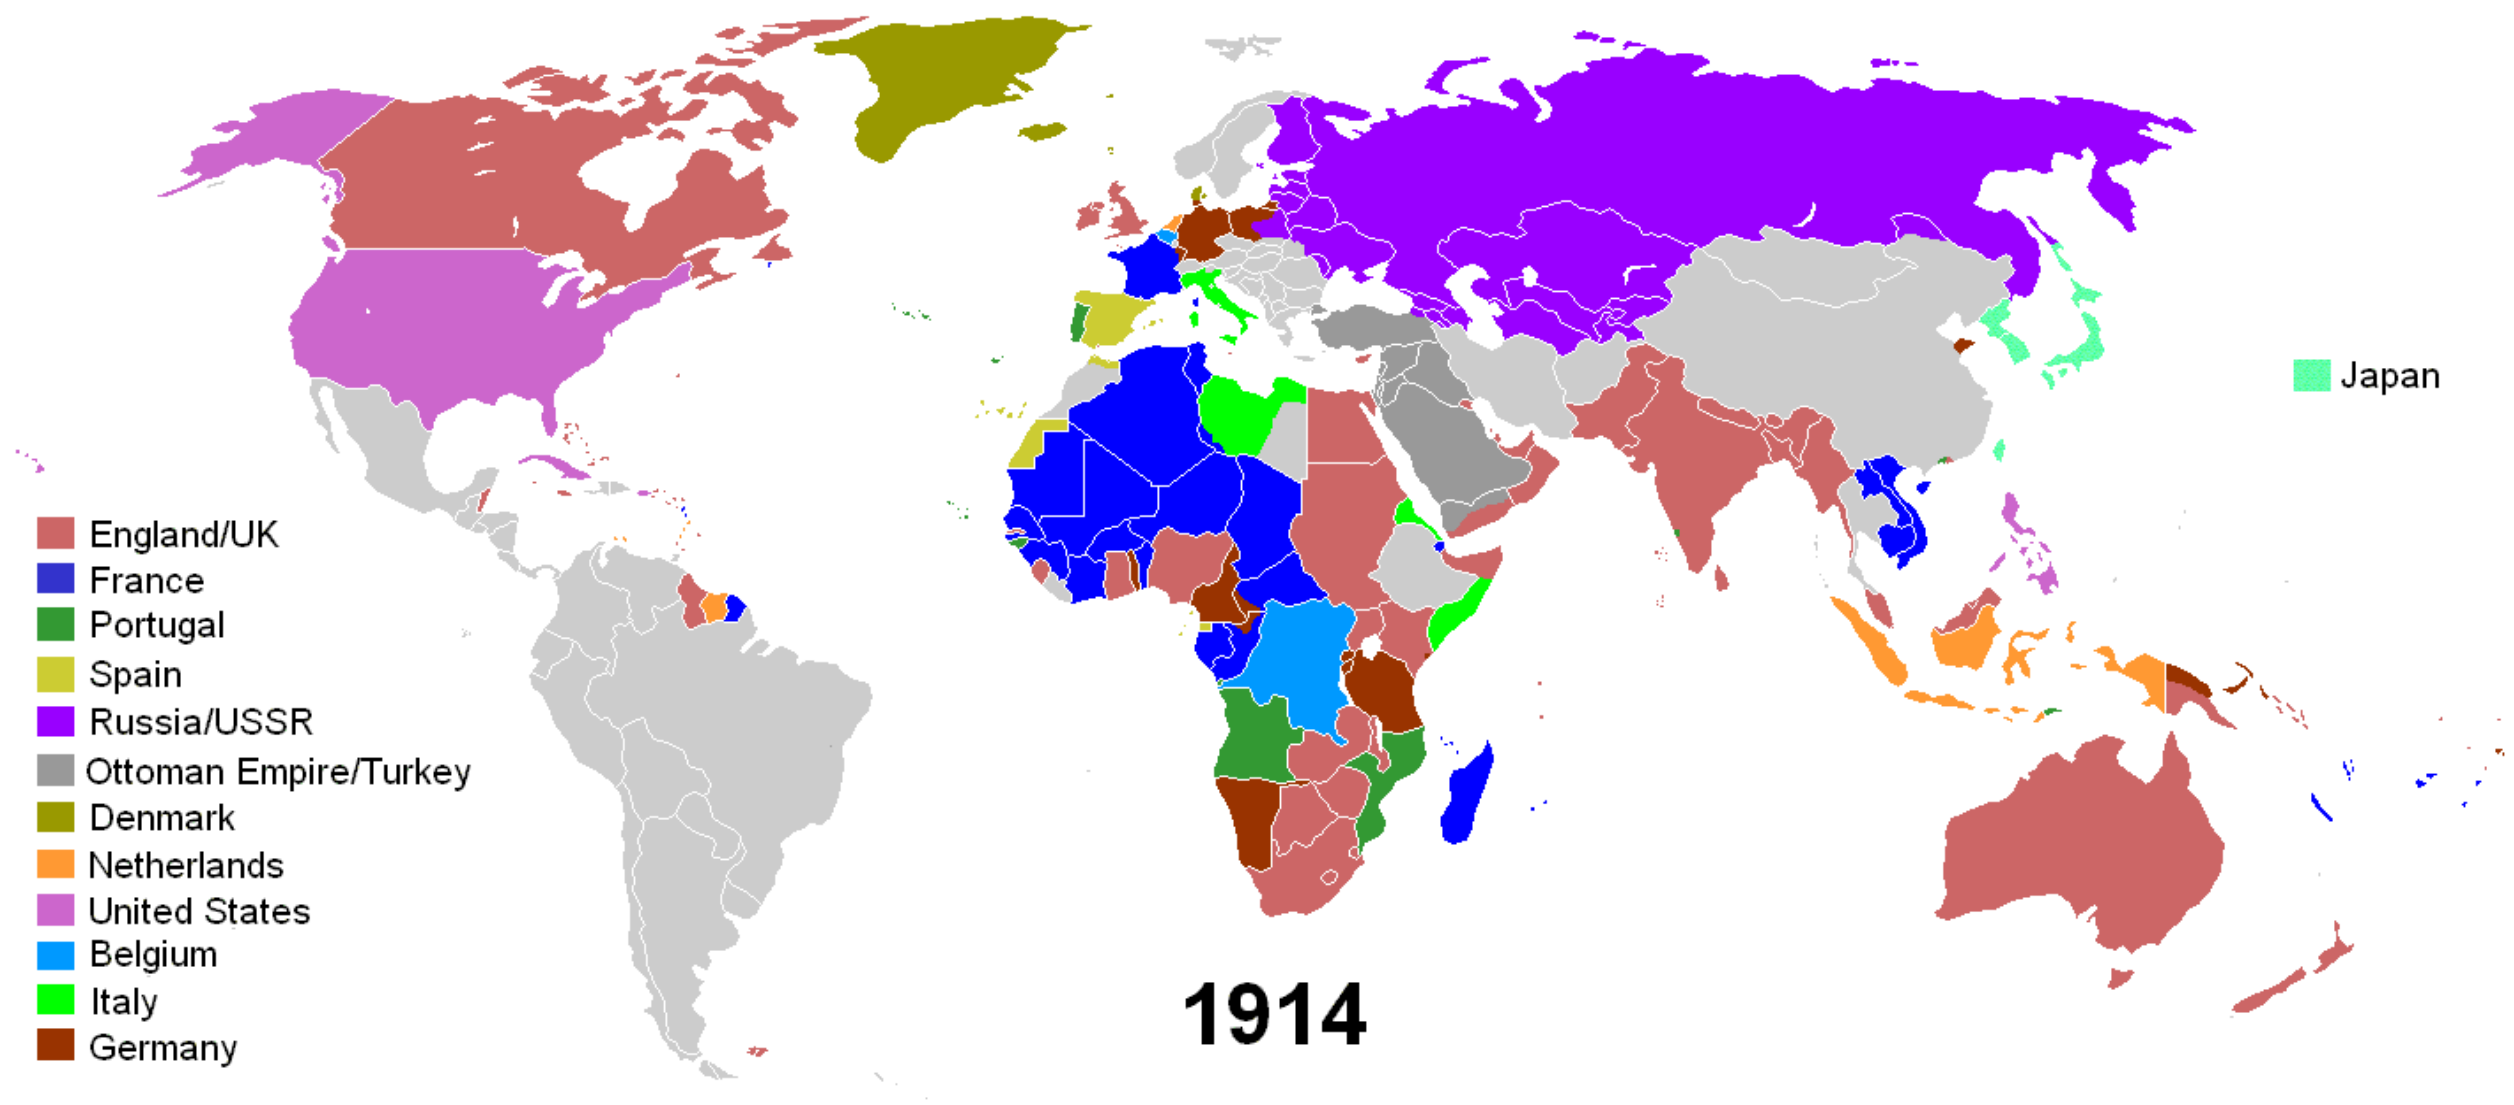 England/UK
France
Portugal
Spain
Russia/USSR
Ottoman Empire/Turkey
Denmark
Netherlands
United States
Belgium
Italy
Germany
1914
Japan